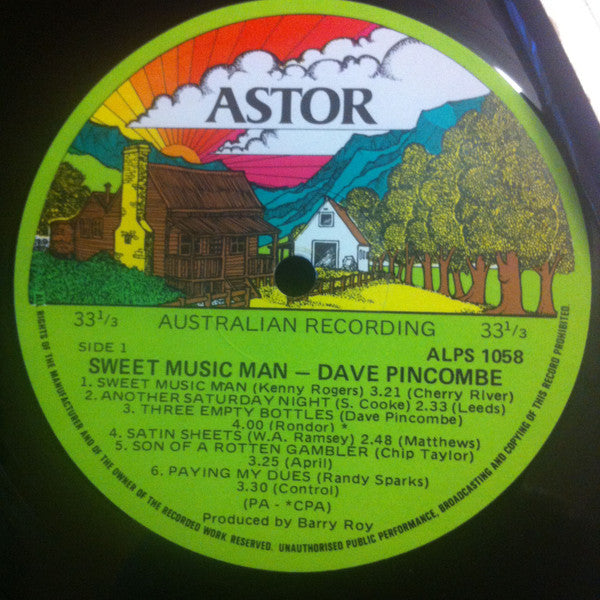 ASTOR
33 1/3 AUSTRALIAN RECORDING 33 1/3
SIDE 1
ALPS 1058
SWEET MUSIC MAN — DAVE PINCOMBE
1. SWEET MUSIC MAN (Kenny Rogers) 3.21 (Cherry River)
2. ANOTHER SATURDAY NIGHT (S. Cooke) 2.33 (Leeds)
3. THREE EMPTY BOTTLES (Dave Pincombe)
4.00 (Rondor) *
4. SATIN SHEETS (W.A. Ramsey) 2.48 (Matthews)
5. SON OF A ROTTEN GAMBLER (Chip Taylor)
3.25 (April)
6. PAYING MY DUES (Randy Sparks)
3.30 (Control)
(PA - *CPA)
Produced by Barry Roy
ALL RIGHTS OF THE MANUFACTURER AND OF THE OWNER OF THE RECORDED WORK RESERVED. UNAUTHORISED PUBLIC PERFORMANCE, BROADCASTING AND COPYING OF THIS RECORD PROHIBITED.